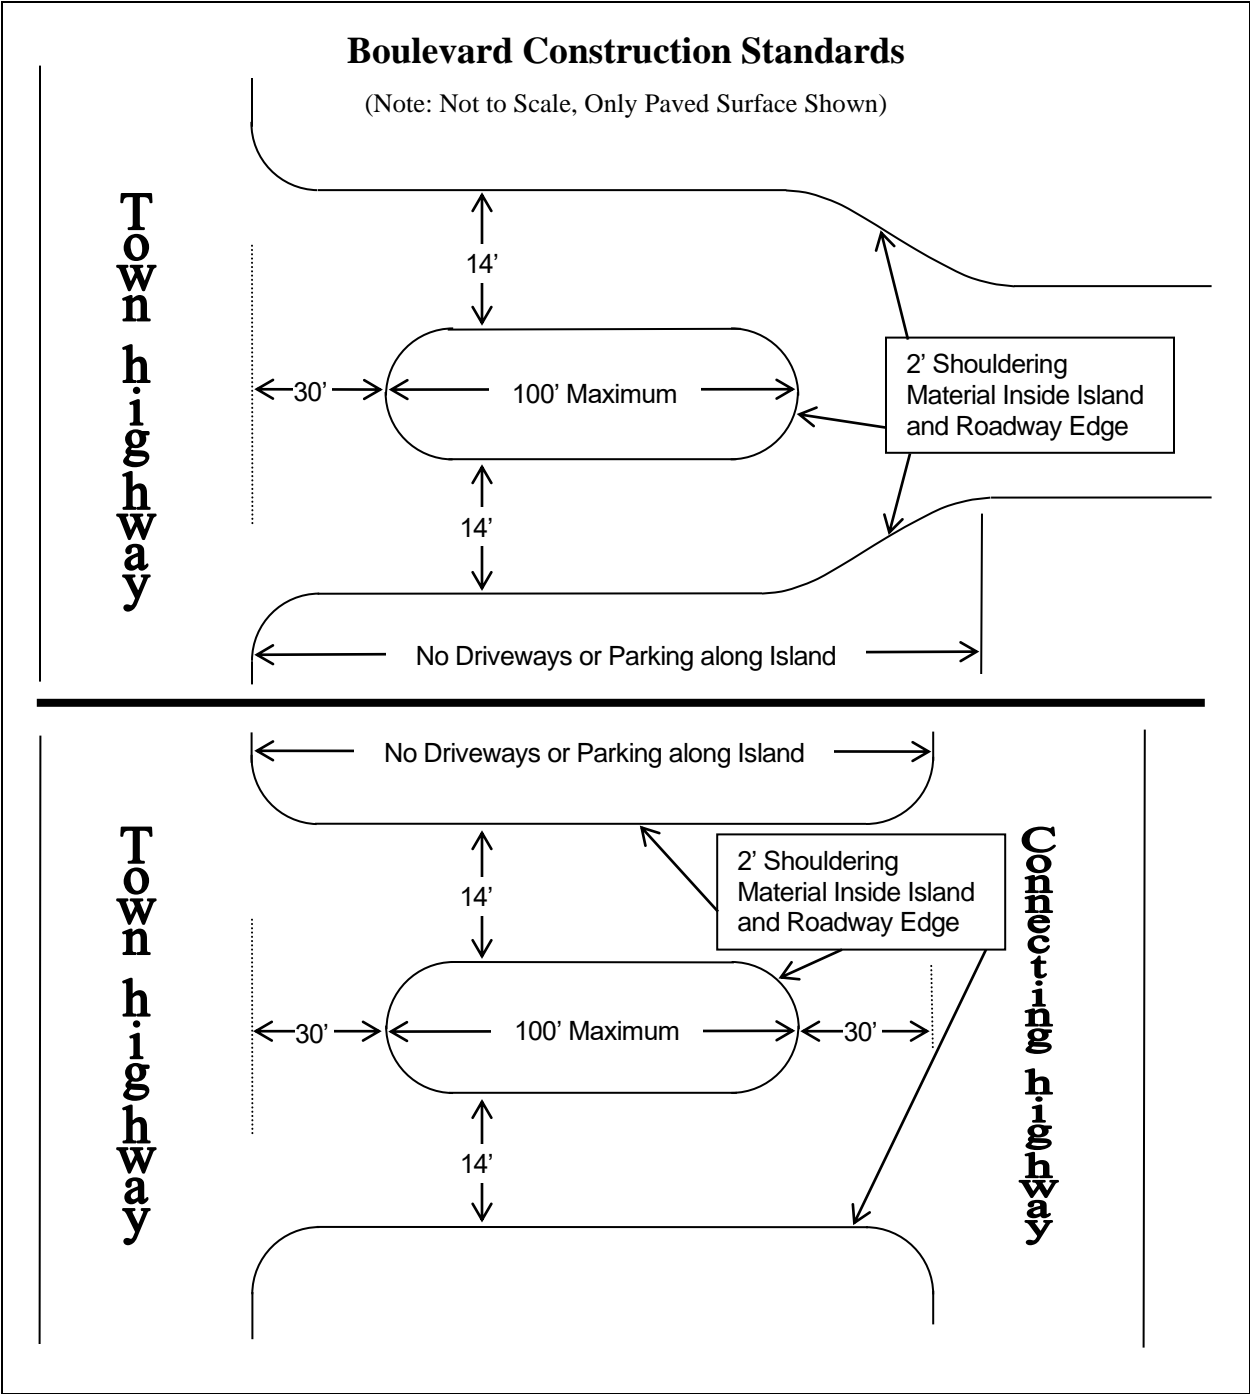 Boulevard Construction Standards
(Note: Not to Scale, Only Paved Surface Shown)
Town highway
14’
30’
100’ Maximum
2’ Shouldering
Material Inside Island
and Roadway Edge
14’
No Driveways or Parking along Island
No Driveways or Parking along Island
Town highway
14’
2’ Shouldering
Material Inside Island
and Roadway Edge
Connecting highway
30’
100’ Maximum
30’
14’